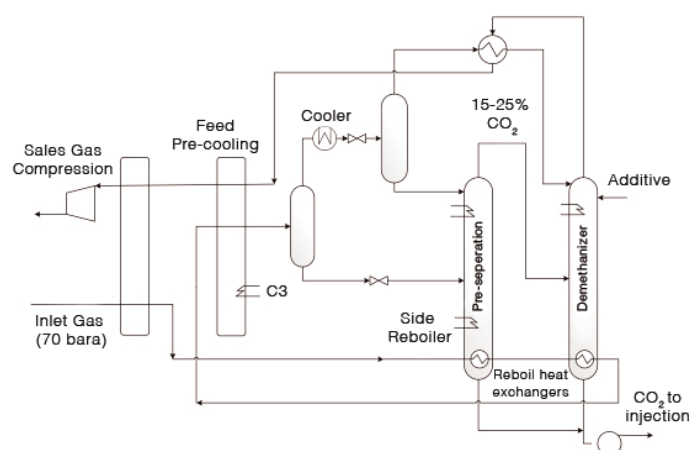 Cooler
15-25%
CO₂
Feed
Pre-cooling
Sales Gas
Compression
Additive
Pre-seperation
Demethanizer
C3
Inlet Gas
(70 bara)
Side
Reboiler
Reboil heat
exchangers
CO₂ to
injection